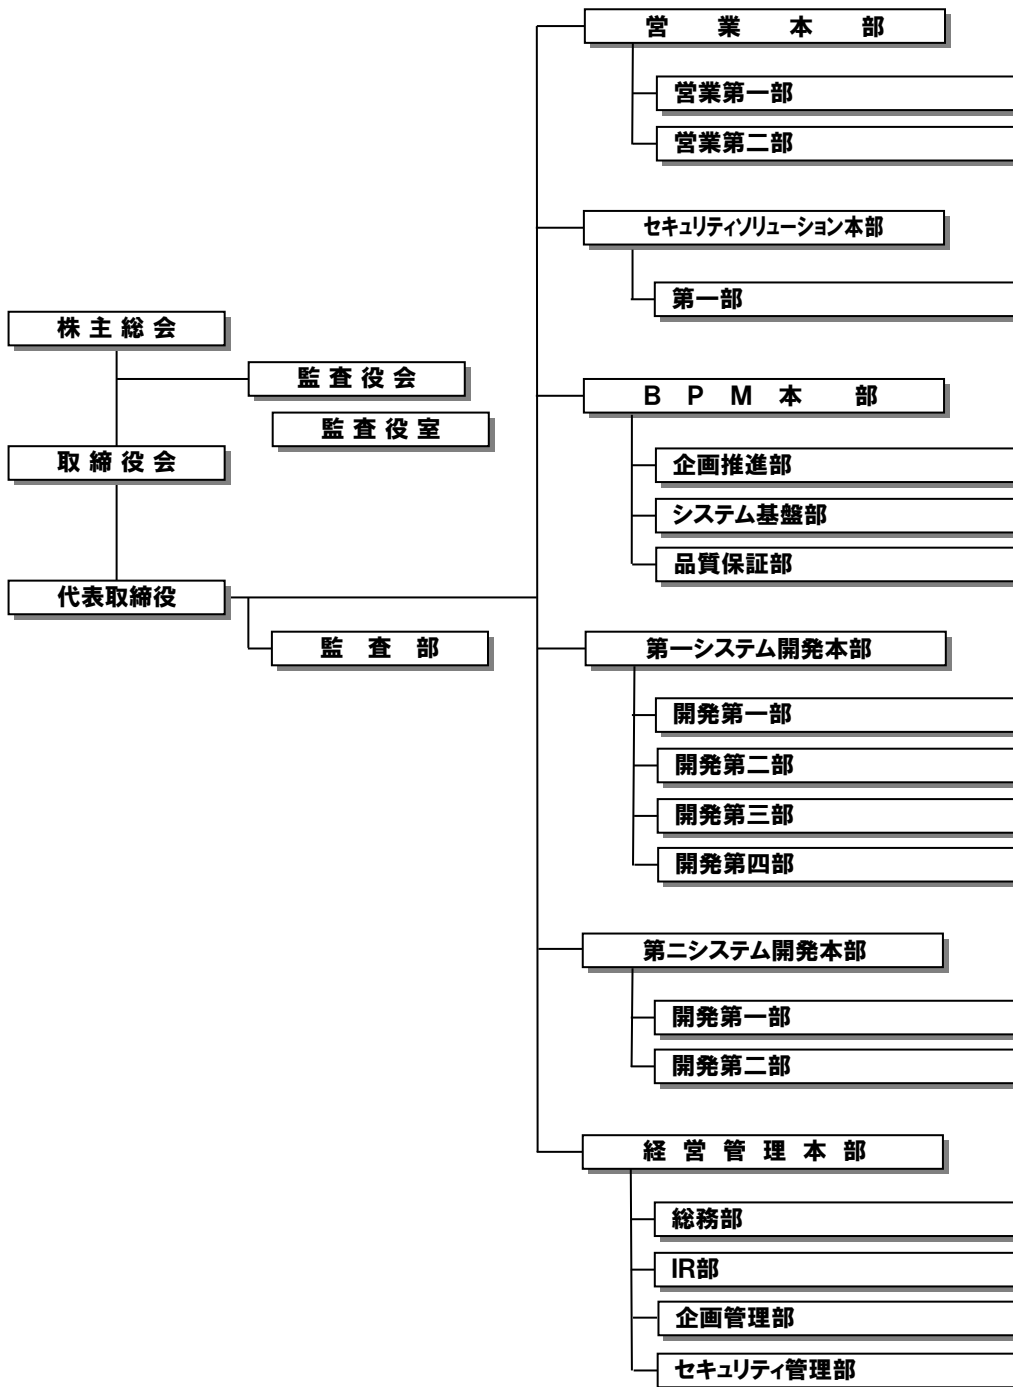 株主総会
監査役会
監査役室
取締役会
代表取締役
監査部
営業本部
営業第一部
営業第二部
セキュリティソリューション本部
第一部
BPM本部
企画推進部
システム基盤部
品質保証部
第一システム開発本部
開発第一部
開発第二部
開発第三部
開発第四部
第ニシステム開発本部
開発第一部
開発第二部
経営管理本部
総務部
IR部
企画管理部
セキュリティ管理部